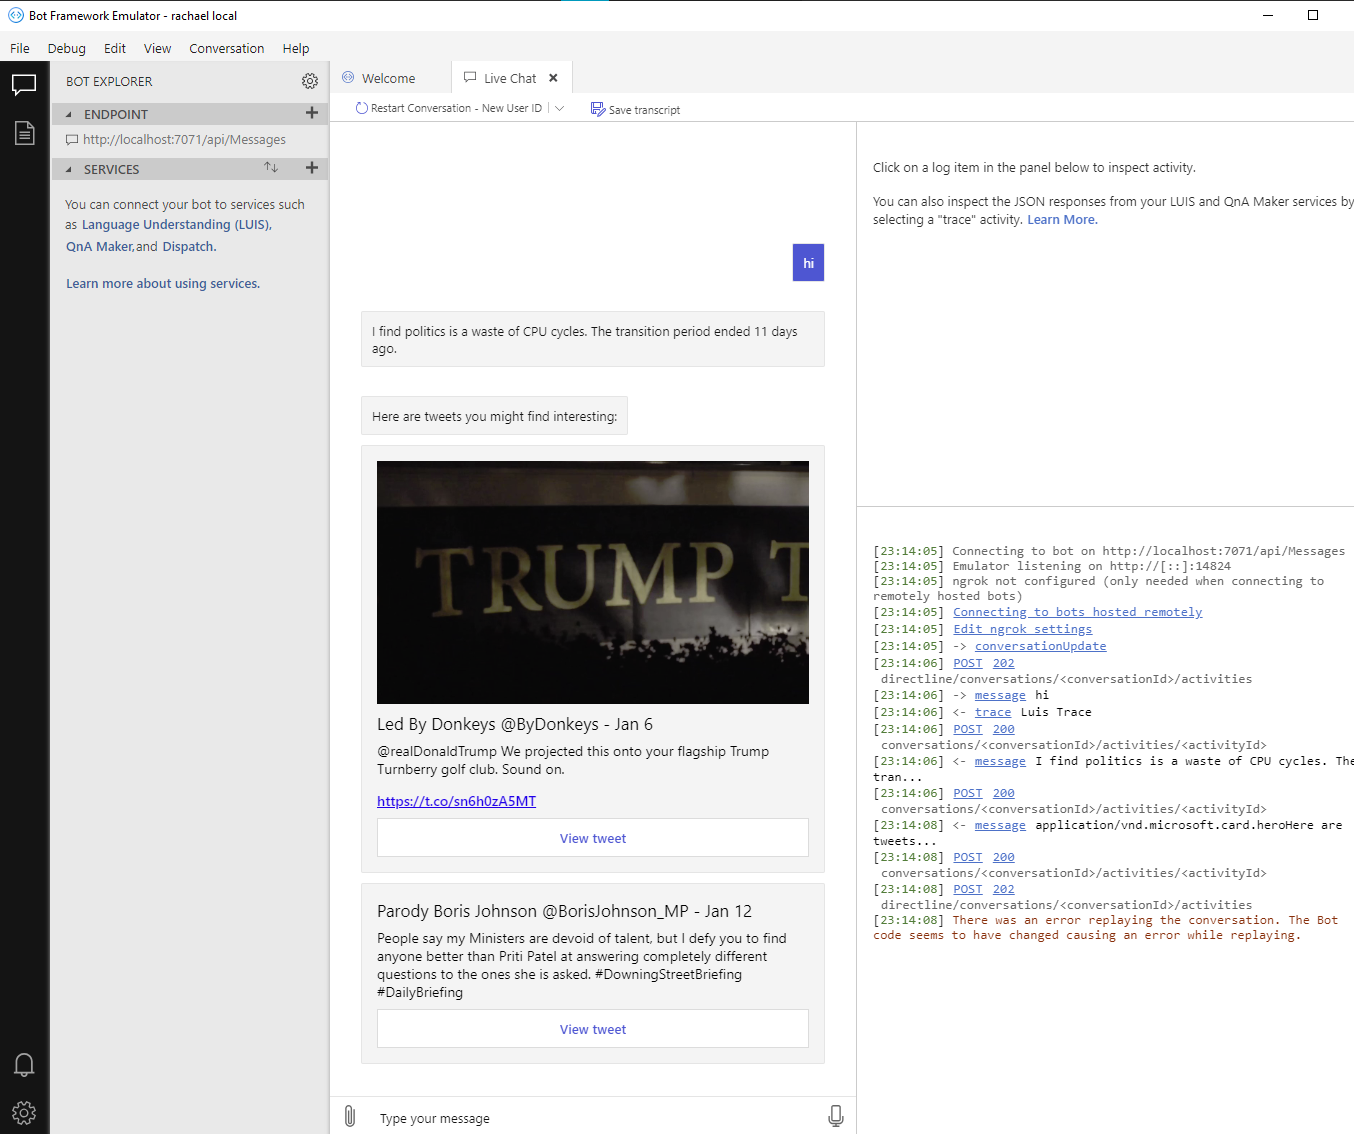 Bot Framework Emulator - rachael local
File Debug Edit View Conversation Help
BOT EXPLORER
ENDPOINT
http://localhost:7071/api/Messages
SERVICES
You can connect your bot to services such
as Language Understanding (LUIS),
QnA Maker,and Dispatch.
Learn more about using services.
Welcome
Live Chat
Restart Conversation - New User ID
Save transcript
hi
I find politics is a waste of CPU cycles. The transition period ended 11 days
ago.
Here are tweets you might find interesting:
TRUMP T
Led By Donkeys @ByDonkeys - Jan 6
@realDonaldTrump We projected this onto your flagship Trump
Turnberry golf club. Sound on.
https://t.co/sn6h0zA5MT
View tweet
Parody Boris Johnson @BorisJohnson_MP - Jan 12
People say my Ministers are devoid of talent, but I defy you to find
anyone better than Priti Patel at answering completely different
questions to the ones she is asked. #DowningStreetBriefing
#DailyBriefing
View tweet
Type your message
Click on a log item in the panel below to inspect activity.
You can also inspect the JSON responses from your LUIS and QnA Maker services by
selecting a "trace" activity. Learn More.
[23:14:05] Connecting to bot on http://localhost:7071/api/Messages
[23:14:05] Emulator listening on http://[::]:14824
[23:14:05] ngrok not configured (only needed when connecting to
remotely hosted bots)
[23:14:05] Connecting to bots hosted remotely
[23:14:05] Edit ngrok settings
[23:14:05] -> conversationUpdate
[23:14:06] POST 202
directline/conversations/<conversationId>/activities
[23:14:06] -> message hi
[23:14:06] <- trace Luis Trace
[23:14:06] POST 200
conversations/<conversationId>/activities/<activityId>
[23:14:06] <- message I find politics is a waste of CPU cycles. The
tran...
[23:14:06] POST 200
conversations/<conversationId>/activities/<activityId>
[23:14:08] <- message application/vnd.microsoft.card.heroHere are
tweets...
[23:14:08] POST 200
conversations/<conversationId>/activities/<activityId>
[23:14:08] POST 202
directline/conversations/<conversationId>/activities
[23:14:08] There was an error replaying the conversation. The Bot
code seems to have changed causing an error while replaying.